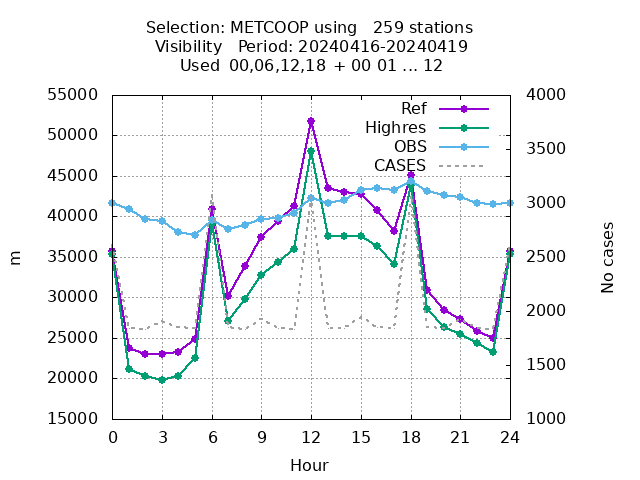 Selection: METCOOP using   259 stations
Visibility   Period: 20240416-20240419
Used  00,06,12,18 + 00 01 ... 12
55000
50000
45000
40000
35000
30000
25000
20000
15000
4000
3500
3000
2500
2000
1500
1000
Ref
Highres
OBS
CASES
m
No cases
0 3 6 9 12 15 18 21 24
Hour